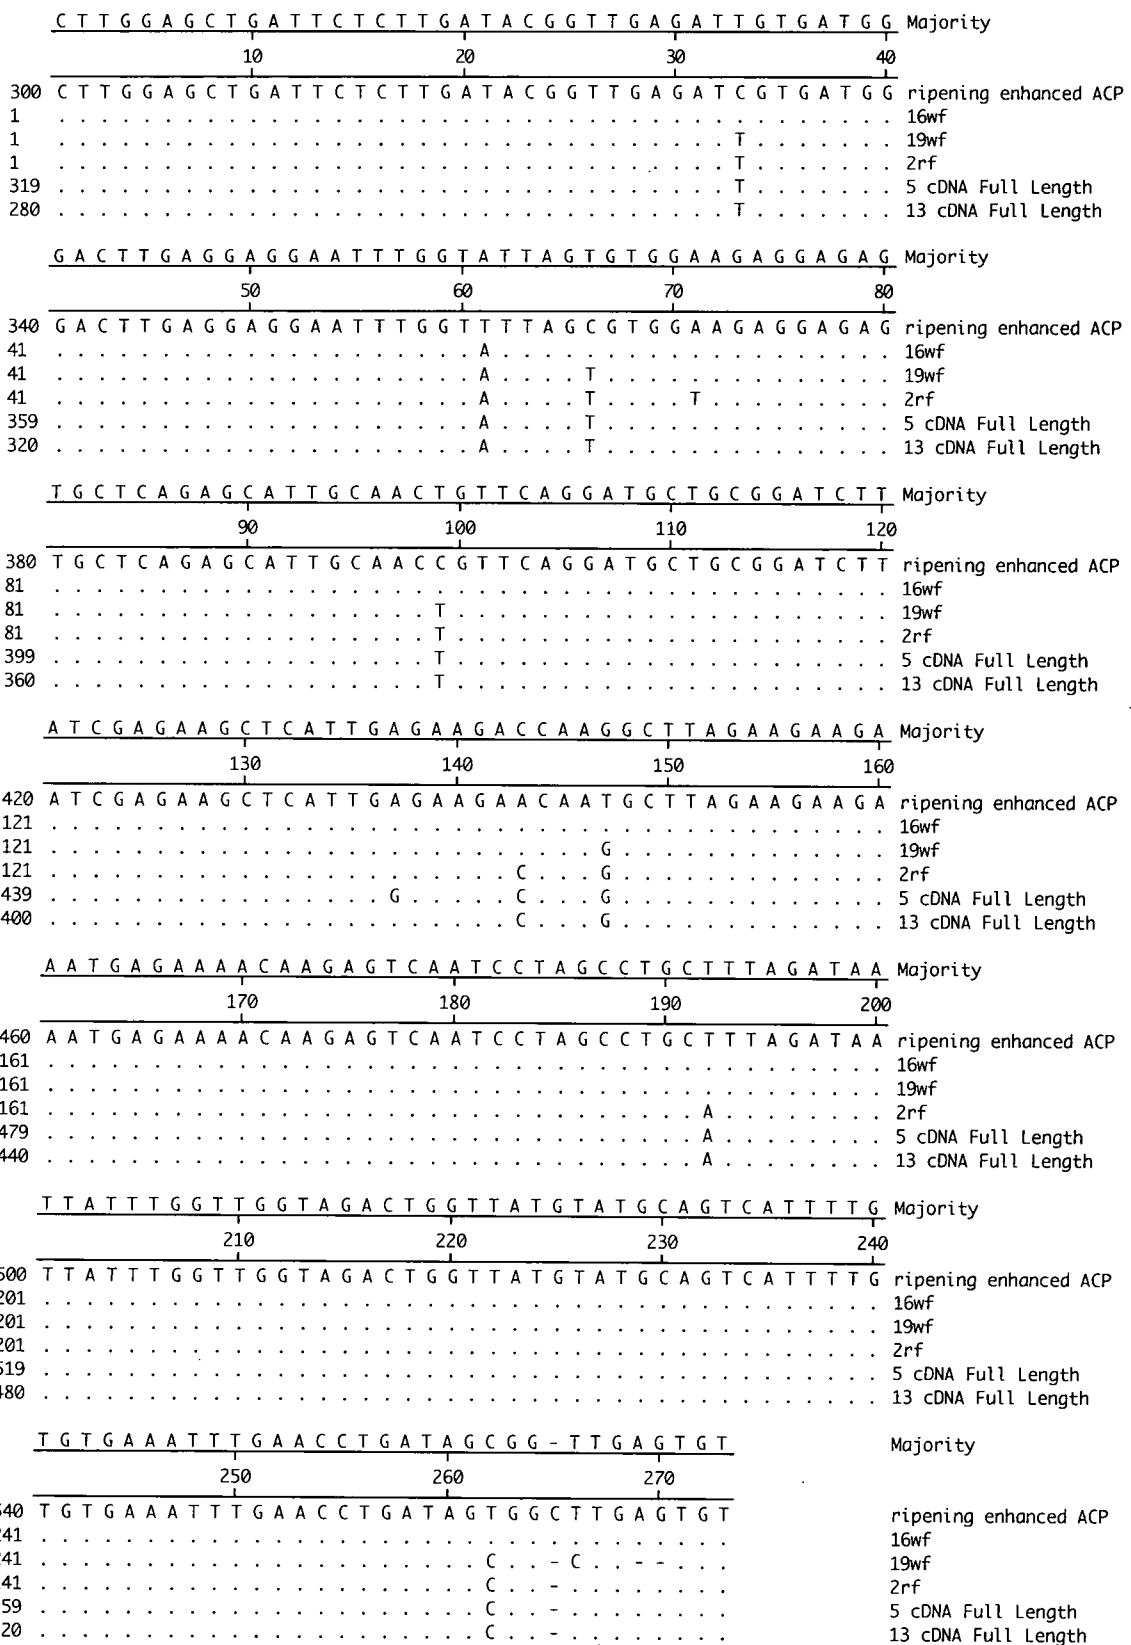 C T T G G A G C T G A T T C T C T T G A T A C G G T T G A G A T T G T G A T G G Majority
10 20 30 40
300 C T T G G A G C T G A T T C T C T T G A T A C G G T T G A G A T C G T G A T G G ripening enhanced ACP
1 . . . . . . . . . . . . . . . . . . . . . . . . . . . . . . . . . . . . . . . . 16wf
1 . . . . . . . . . . . . . . . . . . . . . . . . . . . . . . . . T . . . . . . . 19wf
1 . . . . . . . . . . . . . . . . . . . . . . . . . . . . . . . . T . . . . . . . 2rf
319 . . . . . . . . . . . . . . . . . . . . . . . . . . . . . . . . T . . . . . . . 5 cDNA Full Length
280 . . . . . . . . . . . . . . . . . . . . . . . . . . . . . . . . T . . . . . . . 13 cDNA Full Length
G A C T T G A G G A G G A A T T T G G T A T T A G T G T G G A A G A G G A G A G Majority
50 60 70 80
340 G A C T T G A G G A G G A A T T T G G T T T T A G C G T G G A A G A G G A G A G ripening enhanced ACP
41 . . . . . . . . . . . . . . . . . . . . A . . . . . . . . . . . . . . . . . . . 16wf
41 . . . . . . . . . . . . . . . . . . . . A . . . . T . . . . . . . . . . . . . . 19wf
41 . . . . . . . . . . . . . . . . . . . . A . . . . T . . . . T . . . . . . . . . 2rf
359 . . . . . . . . . . . . . . . . . . . . A . . . . T . . . . . . . . . . . . . . 5 cDNA Full Length
320 . . . . . . . . . . . . . . . . . . . . A . . . . T . . . . . . . . . . . . . . 13 cDNA Full Length
T G C T C A G A G C A T T G C A A C T G T T C A G G A T G C T G C G G A T C T T Majority
90 100 110 120
380 T G C T C A G A G C A T T G C A A C C G T T C A G G A T G C T G C G G A T C T T ripening enhanced ACP
81 . . . . . . . . . . . . . . . . . . . . . . . . . . . . . . . . . . . . . . . . 16wf
81 . . . . . . . . . . . . . . . . . . T . . . . . . . . . . . . . . . . . . . . . 19wf
81 . . . . . . . . . . . . . . . . . . T . . . . . . . . . . . . . . . . . . . . . 2rf
399 . . . . . . . . . . . . . . . . . . T . . . . . . . . . . . . . . . . . . . . . 5 cDNA Full Length
360 . . . . . . . . . . . . . . . . . . T . . . . . . . . . . . . . . . . . . . . . 13 cDNA Full Length
A T C G A G A A G C T C A T T G A G A A G A C C A A G G C T T A G A A G A A G A Majority
130 140 150 160
420 A T C G A G A A G C T C A T T G A G A A G A A C A A T G C T T A G A A G A A G A ripening enhanced ACP
121 . . . . . . . . . . . . . . . . . . . . . . . . . . . . . . . . . . . . . . . . 16wf
121 . . . . . . . . . . . . . . . . . . . . . . . . . . G . . . . . . . . . . . . . 19wf
121 . . . . . . . . . . . . . . . . . . . . . . C . . . G . . . . . . . . . . . . . 2rf
439 . . . . . . . . . . . . . . . . G . . . . . C . . . G . . . . . . . . . . . . . 5 cDNA Full Length
400 . . . . . . . . . . . . . . . . . . . . . . C . . . G . . . . . . . . . . . . . 13 cDNA Full Length
A A T G A G A A A A C A A G A G T C A A T C C T A G C C T G C T T T A G A T A A Majority
170 180 190 200
460 A A T G A G A A A A C A A G A G T C A A T C C T A G C C T G C T T T A G A T A A ripening enhanced ACP
161 . . . . . . . . . . . . . . . . . . . . . . . . . . . . . . . . . . . . . . . . 16wf
161 . . . . . . . . . . . . . . . . . . . . . . . . . . . . . . . . . . . . . . . . 19wf
161 . . . . . . . . . . . . . . . . . . . . . . . . . . . . . . . A . . . . . . . . 2rf
479 . . . . . . . . . . . . . . . . . . . . . . . . . . . . . . . A . . . . . . . . 5 cDNA Full Length
440 . . . . . . . . . . . . . . . . . . . . . . . . . . . . . . . A . . . . . . . . 13 cDNA Full Length
T T A T T T G G T T G G T A G A C T G G T T A T G T A T G C A G T C A T T T T G Majority
210 220 230 240
500 T T A T T T G G T T G G T A G A C T G G T T A T G T A T G C A G T C A T T T T G ripening enhanced ACP
201 . . . . . . . . . . . . . . . . . . . . . . . . . . . . . . . . . . . . . . . . 16wf
201 . . . . . . . . . . . . . . . . . . . . . . . . . . . . . . . . . . . . . . . . 19wf
201 . . . . . . . . . . . . . . . . . . . . . . . . . . . . . . . . . . . . . . . . 2rf
519 . . . . . . . . . . . . . . . . . . . . . . . . . . . . . . . . . . . . . . . . 5 cDNA Full Length
480 . . . . . . . . . . . . . . . . . . . . . . . . . . . . . . . . . . . . . . . . 13 cDNA Full Length
T G T G A A A T T T G A A C C T G A T A G C G G - T T G A G T G T Majority
250 260 270
540 T G T G A A A T T T G A A C C T G A T A G T G G C T T G A G T G T ripening enhanced ACP
241 . . . . . . . . . . . . . . . . . . . . . . . . . . . . . . . . . 16wf
241 . . . . . . . . . . . . . . . . . . . . . C . . - C . . - - . . . 19wf
241 . . . . . . . . . . . . . . . . . . . . . C . . - . . . . . . . . 2rf
59 . . . . . . . . . . . . . . . . . . . . . C . . - . . . . . . . . 5 cDNA Full Length
20 . . . . . . . . . . . . . . . . . . . . . C . . - . . . . . . . . 13 cDNA Full Length